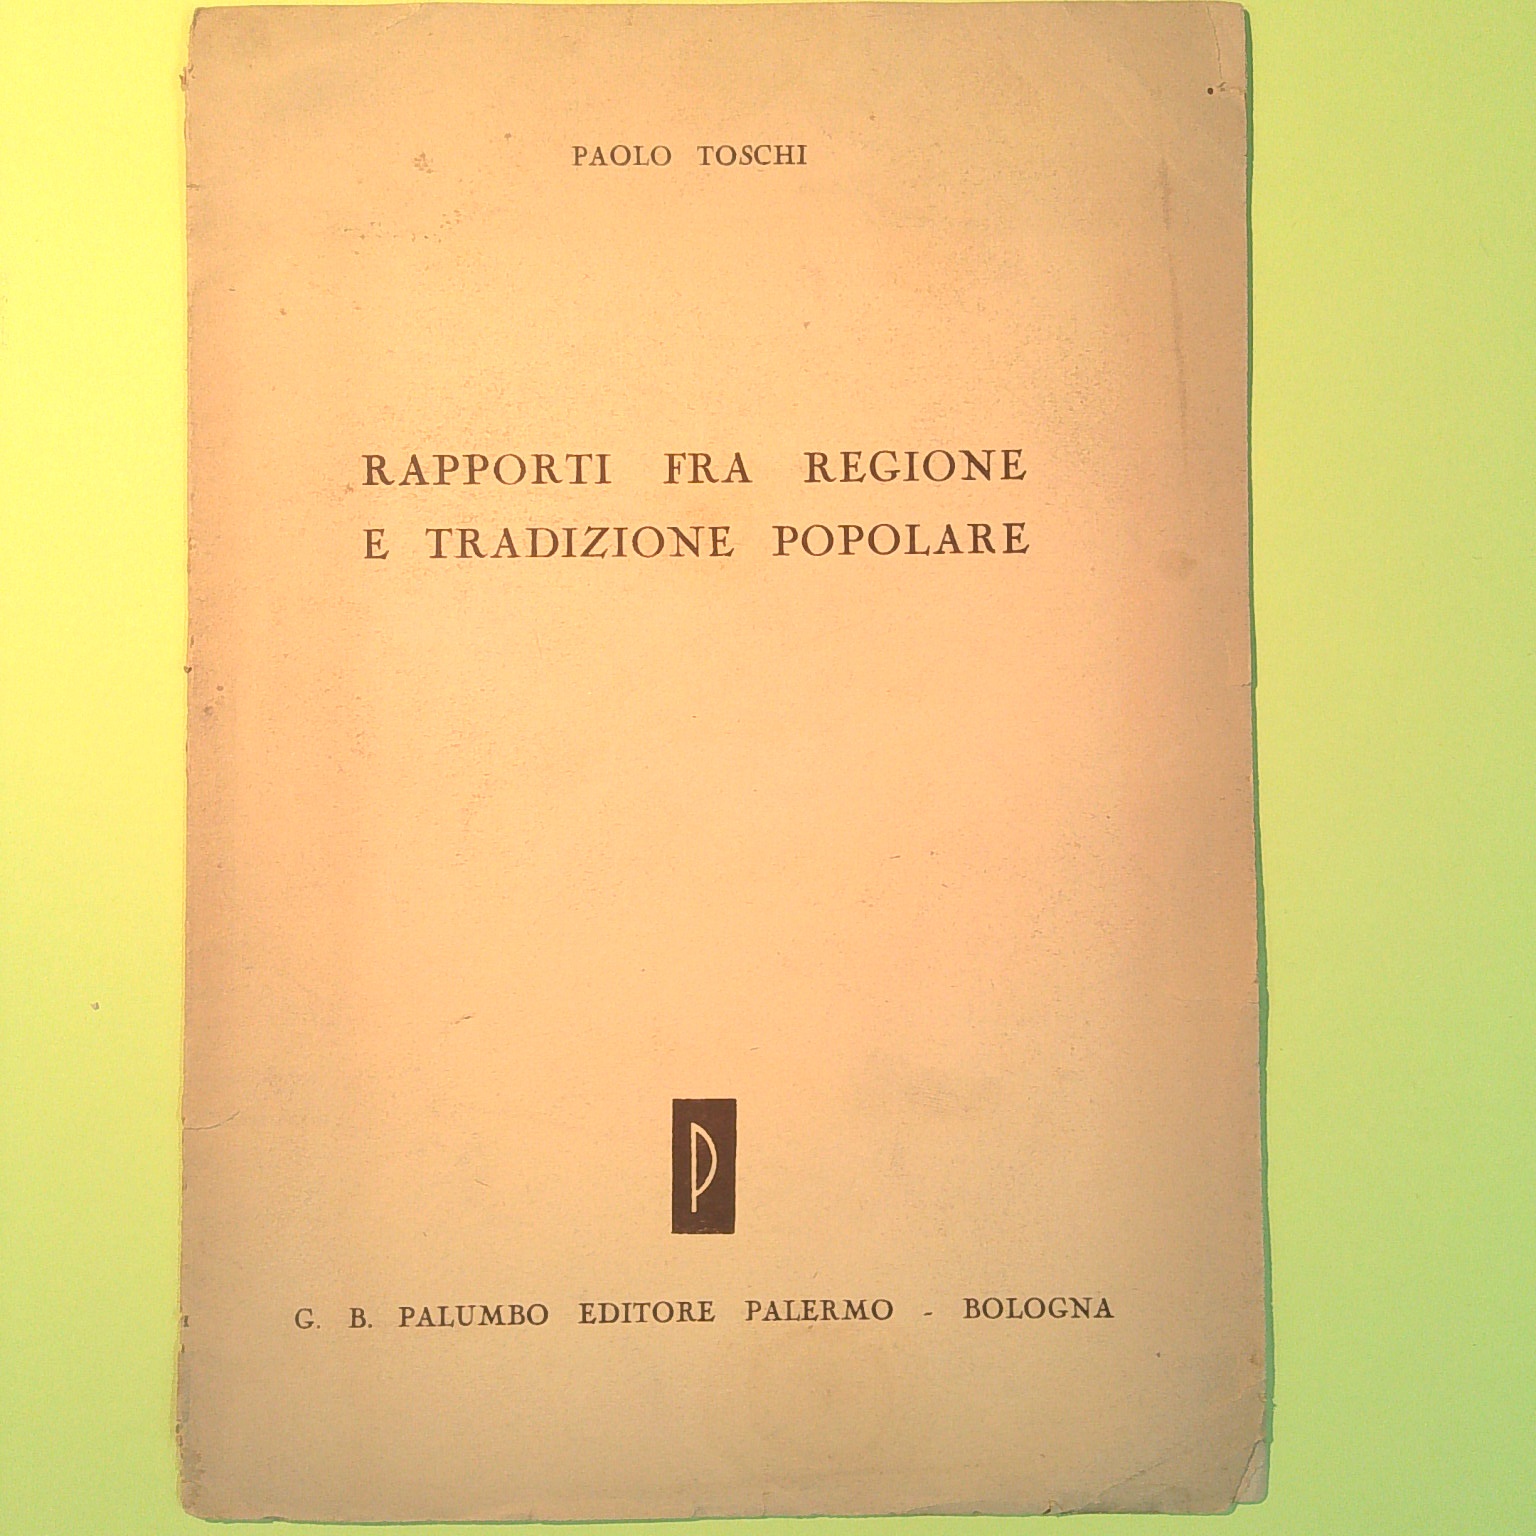 PAOLO TOSCHI
RAPPORTI FRA REGIONE
E TRADIZIONE POPOLARE
P
G. B. PALUMBO EDITORE PALERMO - BOLOGNA